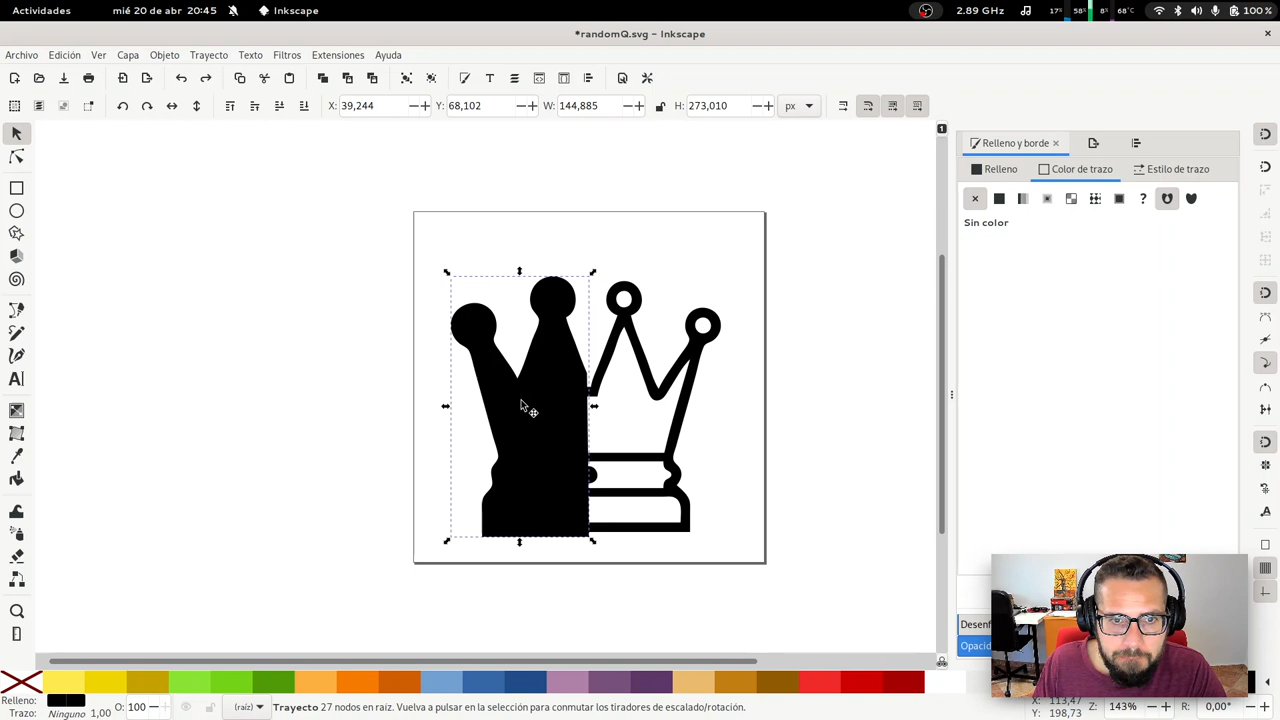 Actividades mié 20 de abr 20:45 Inkscape 2.89 GHz 17% 58% 8% 68°C 100 %
*randomQ.svg – Inkscape
Archivo Edición Ver Capa Objeto Trayecto Texto Filtros Extensiones Ayuda
X: 39,244 Y: 68,102 W: 144,885 H: 273,010 px
Relleno y borde
Relleno Color de trazo Estilo de trazo
Sin color
Relleno:
Trazo: Ninguno 1,00 O: 100 (raíz) Trayecto 27 nodos en raíz. Vuelva a pulsar en la selección para conmutar los tiradores de escalado/rotación.
X: 113,47
Y: 198,73
Z: 143% R: 0,00°